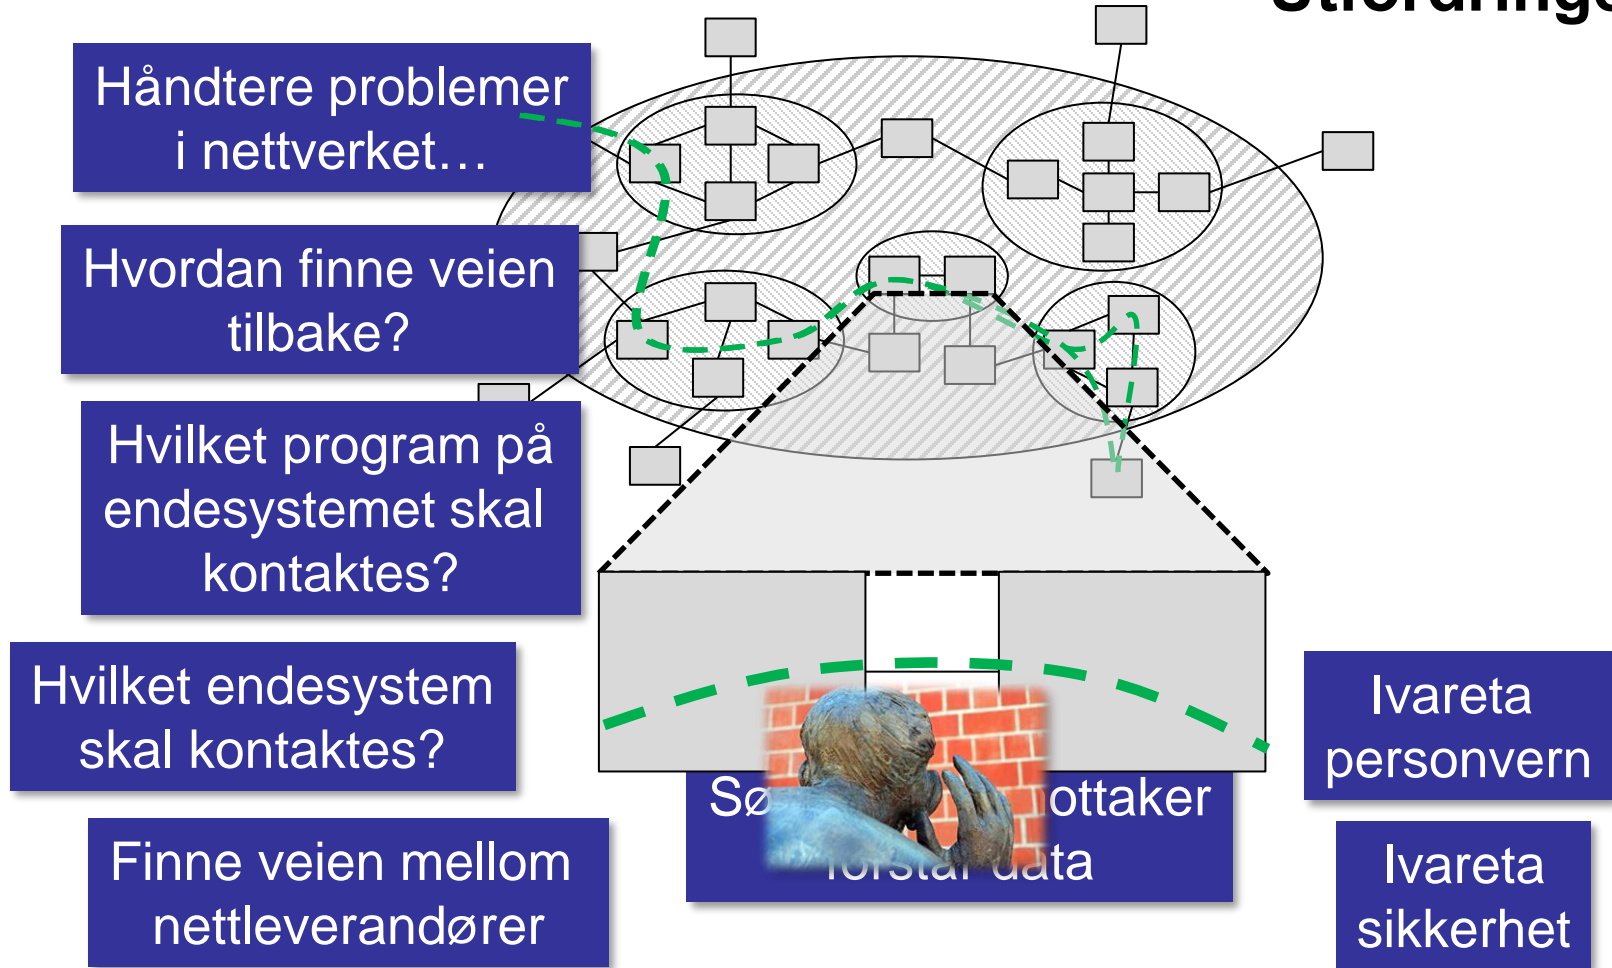 Håndtere problemer
i nettverket…
Hvordan finne veien
tilbake?
Hvilket program på
endesystemet skal
kontaktes?
Hvilket endesystem
skal kontaktes?
Finne veien mellom
nettleverandører
data
Ivareta
personvern
Ivareta
sikkerhet